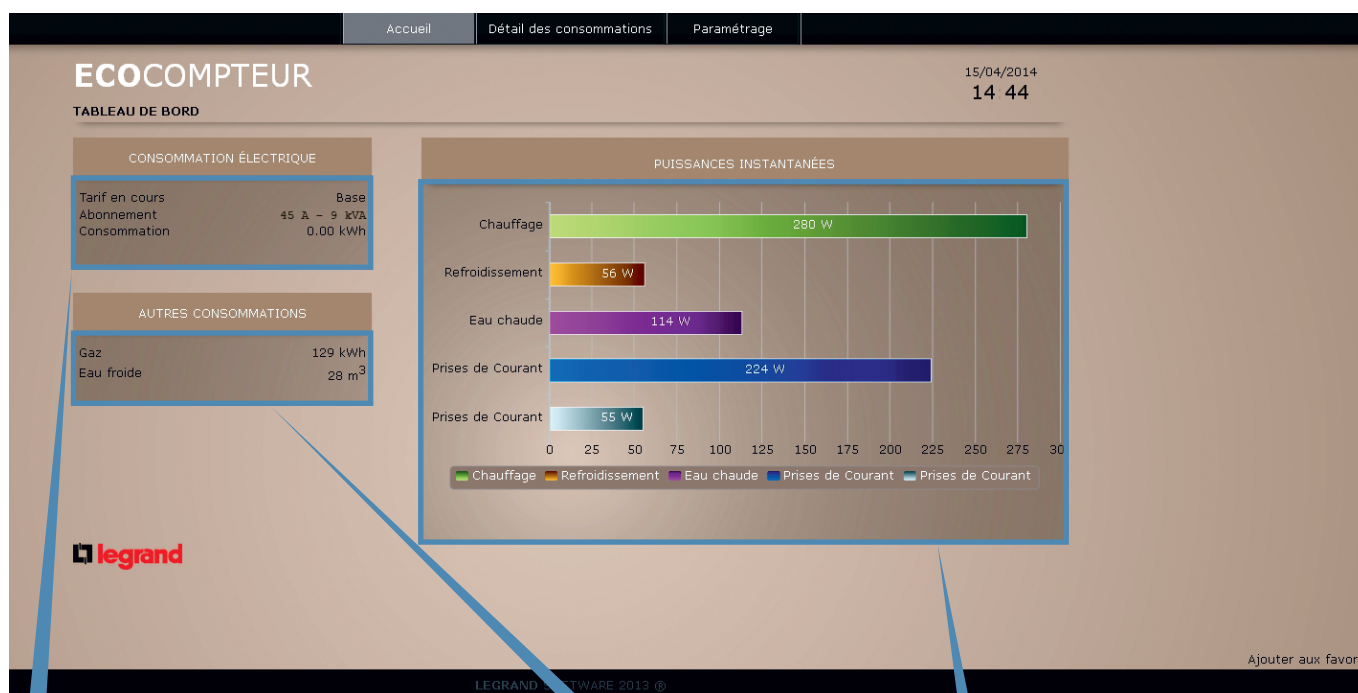 Accueil Détail des consommations Paramétrage
ECOCOMPTEUR
15/04/2014
14 44
TABLEAU DE BORD
CONSOMMATION ÉLECTRIQUE
Tarif en cours Base
Abonnement 45 A - 9 kVA
Consommation 0.00 kWh
AUTRES CONSOMMATIONS
Gaz 129 kWh
Eau froide 28 m³
PUISSANCES INSTANTANÉES
Chauffage 280 W
Refroidissement 56 W
Eau chaude 114 W
Prises de Courant 224 W
Prises de Courant 55 W
0 25 50 75 100 125 150 175 200 225 250 275 30
Chauffage Refroidissement Eau chaude Prises de Courant Prises de Courant
legrand
Ajouter aux favor
LEGRAND SOFTWARE 2013 ®